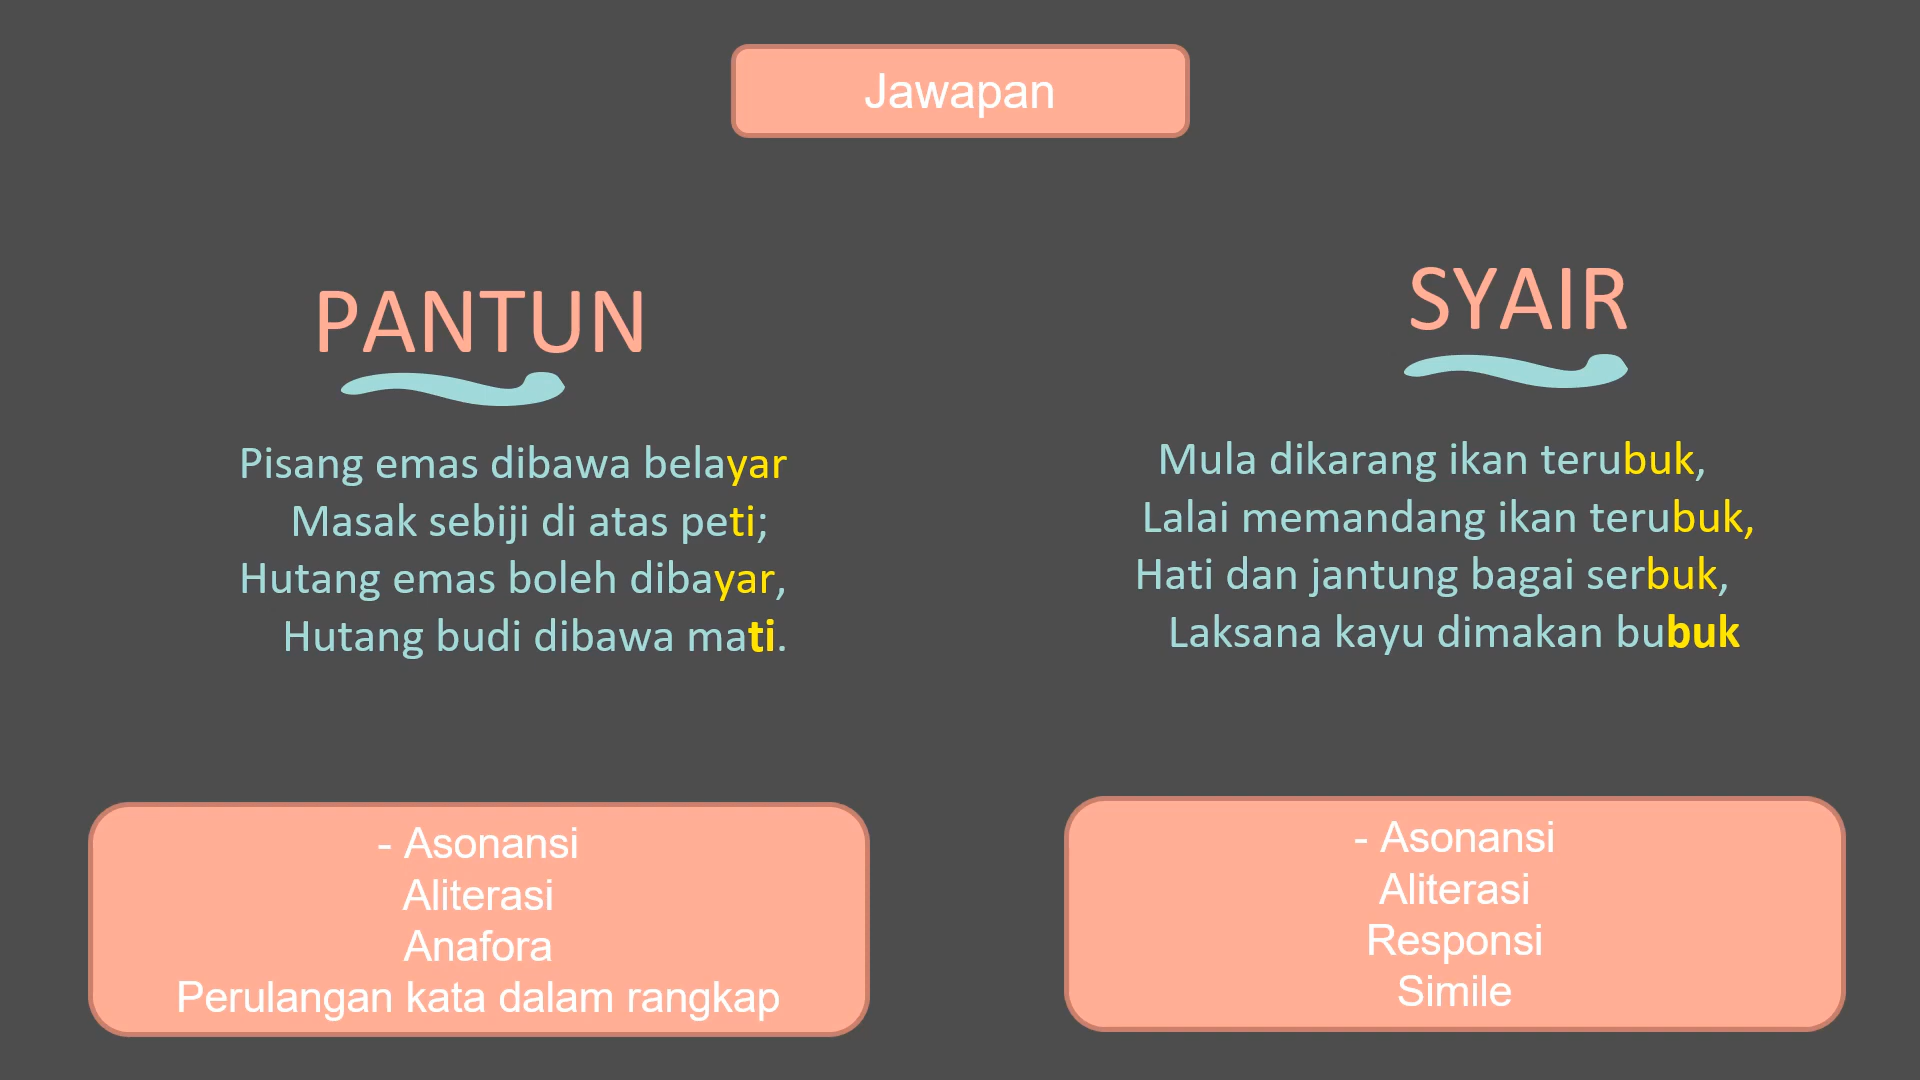 Jawapan
PANTUN
Pisang emas dibawa belayar
Masak sebiji di atas peti;
Hutang emas boleh dibayar,
Hutang budi dibawa mati.
- Asonansi
Aliterasi
Anafora
Perulangan kata dalam rangkap
SYAIR
Mula dikarang ikan terubuk,
Lalai memandang ikan terubuk,
Hati dan jantung bagai serbuk,
Laksana kayu dimakan bubuk
- Asonansi
Aliterasi
Responsi
Simile